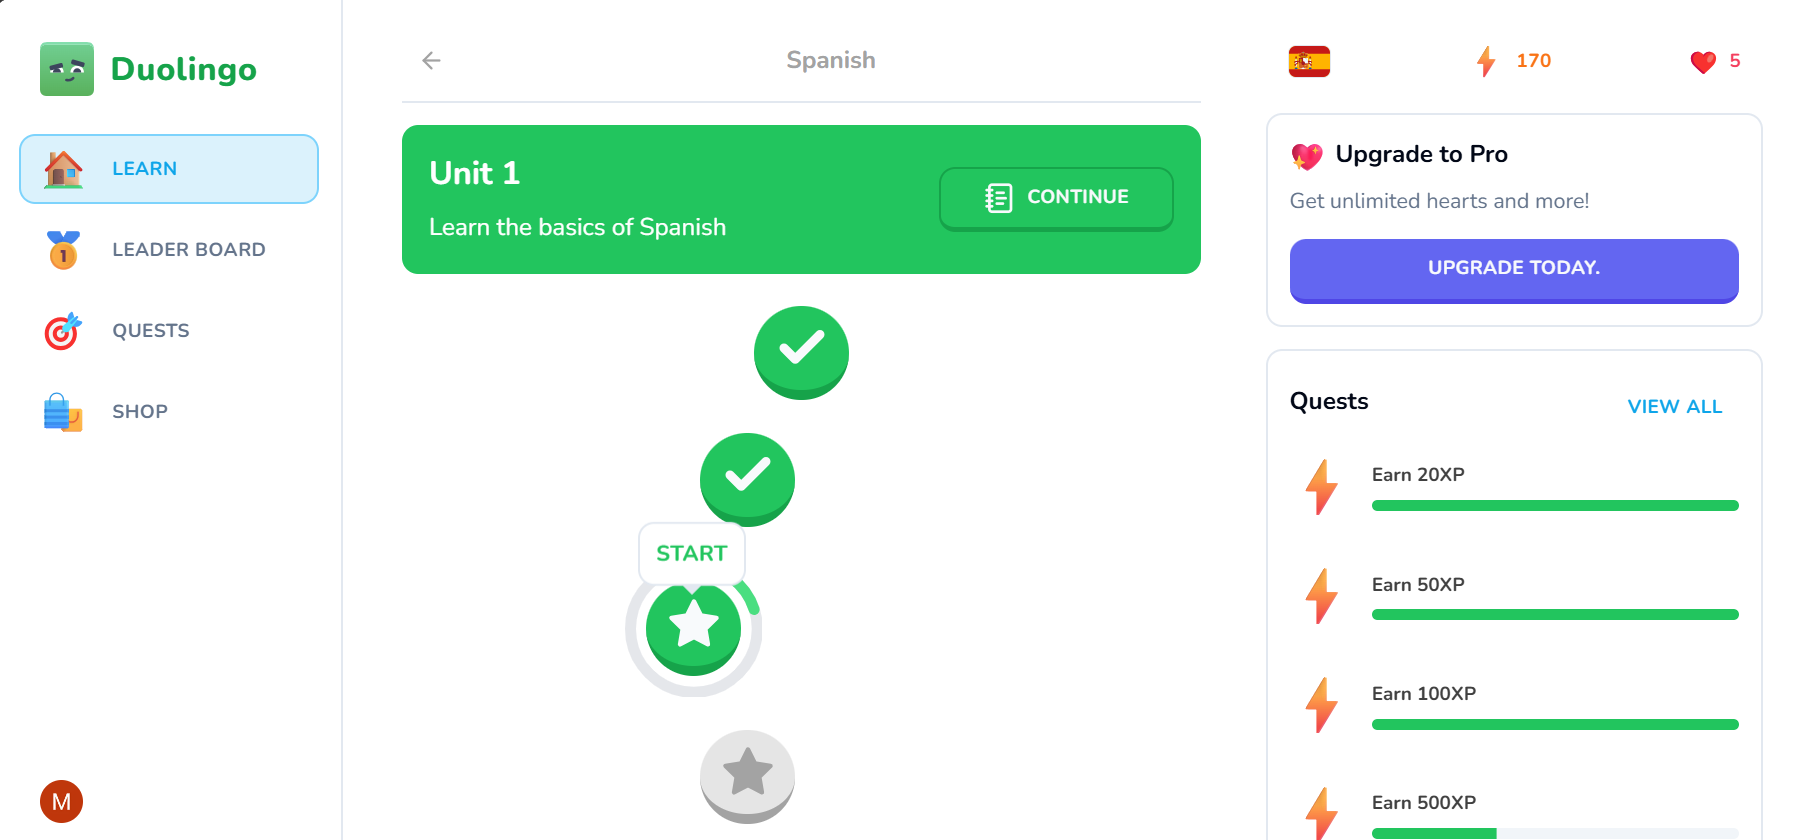 Duolingo
LEARN
LEADER BOARD
QUESTS
SHOP
M
Spanish
Unit 1
Learn the basics of Spanish
CONTINUE
START
170
5
Upgrade to Pro
Get unlimited hearts and more!
UPGRADE TODAY.
Quests
VIEW ALL
Earn 20XP
Earn 50XP
Earn 100XP
Earn 500XP